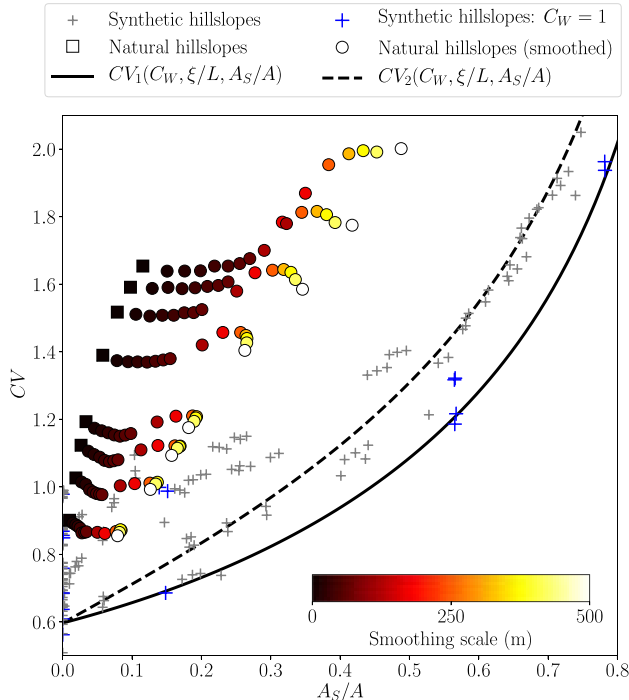 Synthetic hillslopes
Synthetic hillslopes: $C_W = 1$
Natural hillslopes
Natural hillslopes (smoothed)
$CV_1(C_W, \xi/L, A_S/A)$
$CV_2(C_W, \xi/L, A_S/A)$
2.0
1.8
1.6
1.4
1.2
1.0
0.8
0.6
CV
0
250
500
Smoothing scale (m)
0.0
0.1
0.2
0.3
0.4
0.5
0.6
0.7
0.8
$A_S/A$